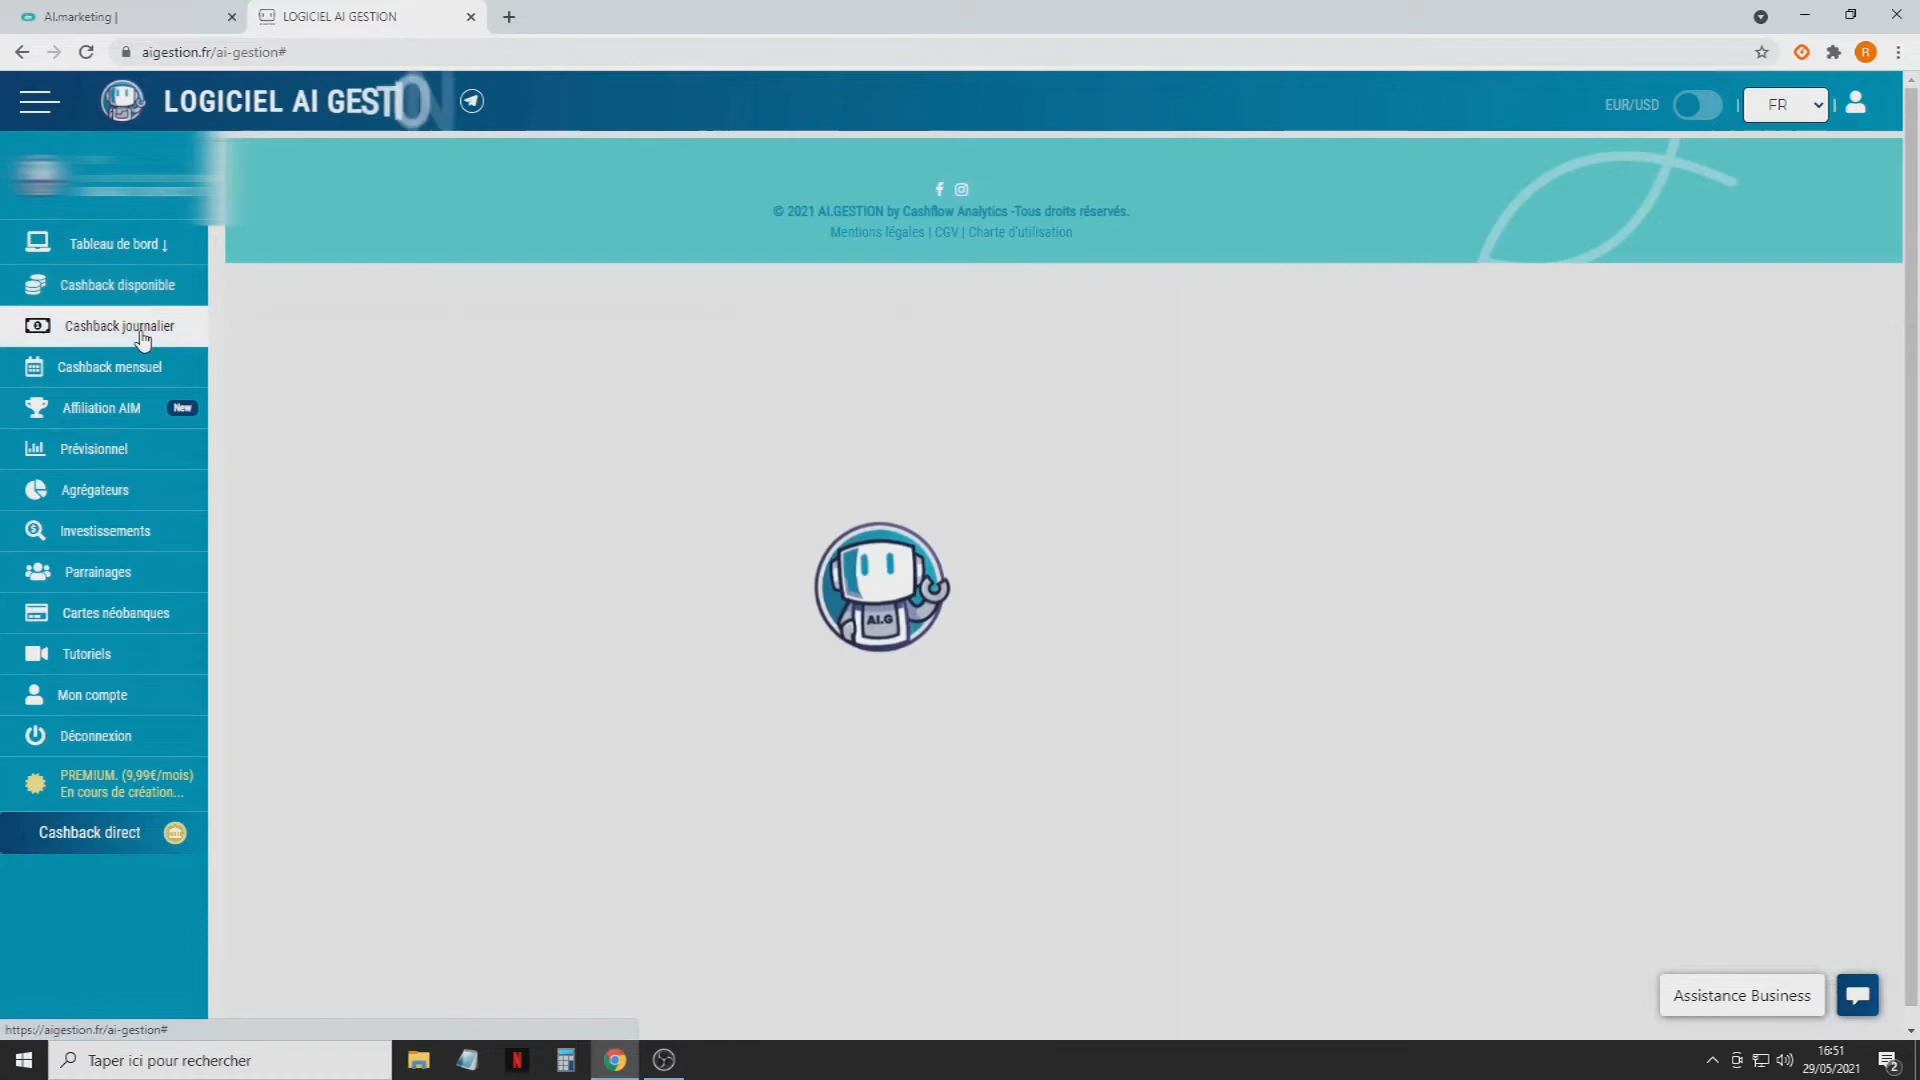 AI.marketing |
LOGICIEL AI GESTION
aigestion.fr/ai-gestion#
R
LOGICIEL AI GESTION
EUR/USD
|
FR
|
© 2021 AI.GESTION by Cashflow Analytics -Tous droits réservés.
Mentions légales | CGV | Charte d'utilisation
Tableau de bord ↓
Cashback disponible
Cashback journalier
Cashback mensuel
Affiliation AIM
New
Prévisionnel
Agrégateurs
Investissements
Parrainages
Cartes néobanques
Tutoriels
Mon compte
Déconnexion
PREMIUM. (9,99€/mois)
En cours de création...
Cashback direct
AI.G
Assistance Business
https://aigestion.fr/ai-gestion#
Taper ici pour rechercher
N
16:51
29/05/2021
2